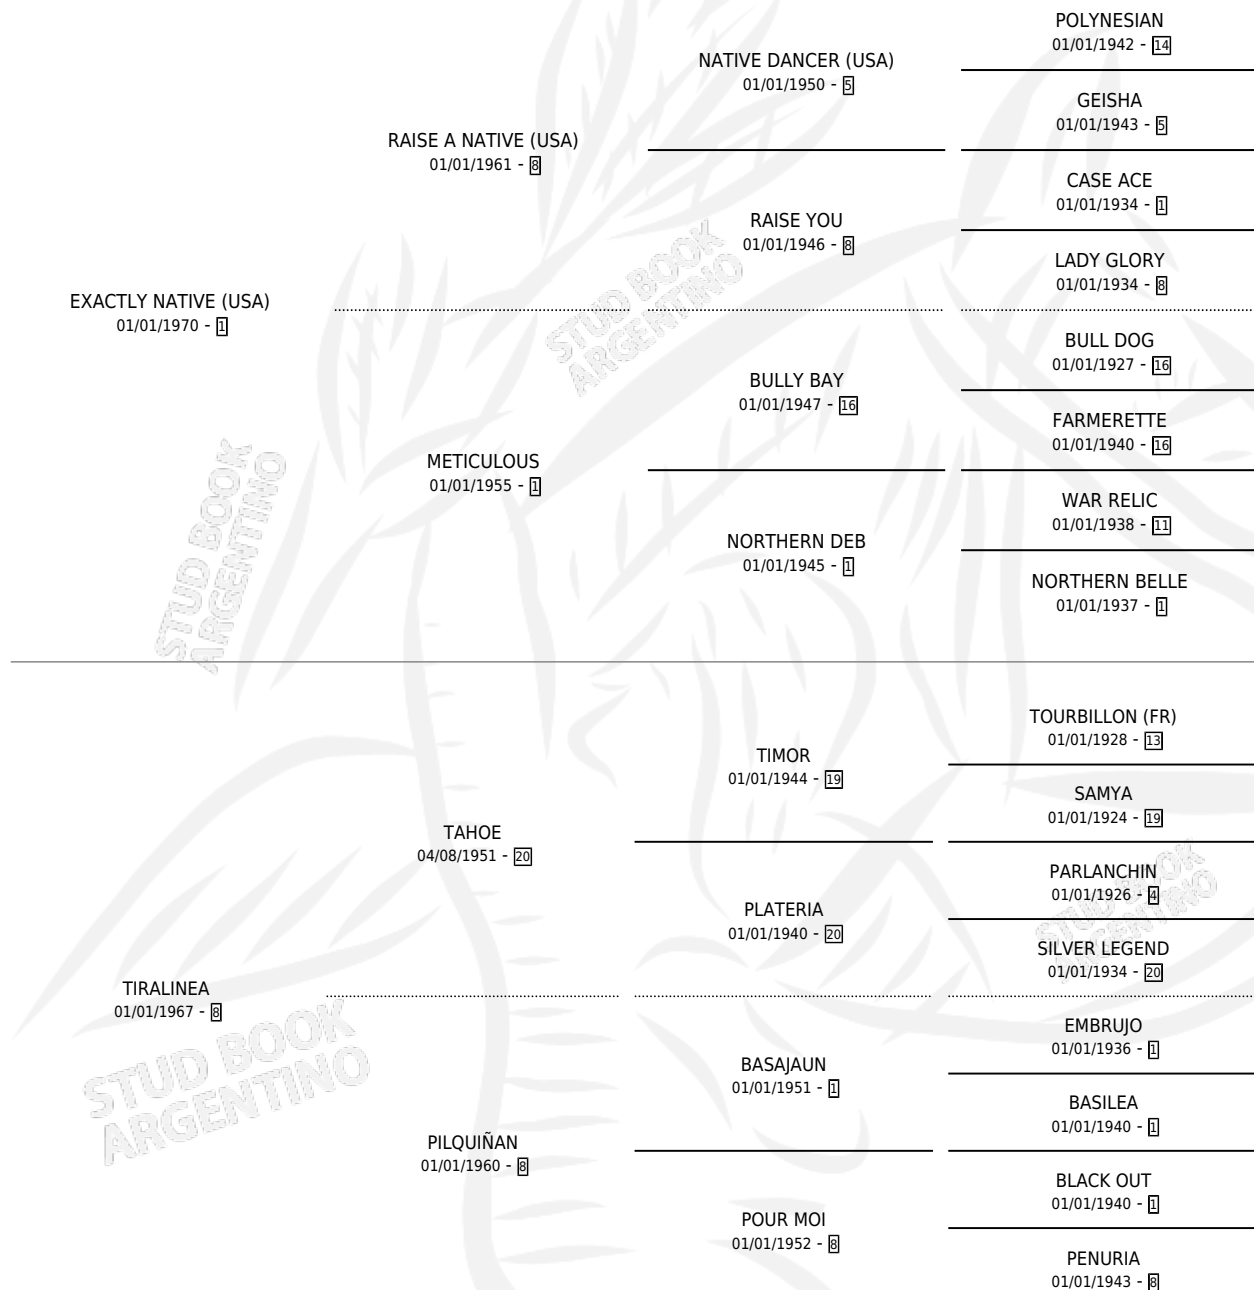 POLYNESIAN
01/01/1942 - 14
NATIVE DANCER (USA)
01/01/1950 - 5
GEISHA
01/01/1943 - 5
RAISE A NATIVE (USA)
01/01/1961 - 8
CASE ACE
01/01/1934 - 1
RAISE YOU
01/01/1946 - 8
LADY GLORY
01/01/1934 - 8
EXACTLY NATIVE (USA)
01/01/1970 - 1
STUD BOOK
ARGENTINO
BULL DOG
01/01/1927 - 16
BULLY BAY
01/01/1947 - 16
FARMERETTE
01/01/1940 - 16
METICULOUS
01/01/1955 - 1
WAR RELIC
01/01/1938 - 11
NORTHERN DEB
01/01/1945 - 1
NORTHERN BELLE
01/01/1937 - 1
STUD BOOK
ARGENTINO
TOURBILLON (FR)
01/01/1928 - 13
TIMOR
01/01/1944 - 19
SAMYA
01/01/1924 - 19
TAHOE
04/08/1951 - 20
PARLANCHIN
01/01/1926 - 4
PLATERIA
01/01/1940 - 20
STUD BOOK
ARGENTINO
SILVER LEGEND
01/01/1934 - 20
TIRALINEA
01/01/1967 - 8
EMBRUJO
01/01/1936 - 1
BASAJAUN
01/01/1951 - 1
STUD BOOK
ARGENTINO
BASILEA
01/01/1940 - 1
PILQUIÑAN
01/01/1960 - 8
BLACK OUT
01/01/1940 - 1
POUR MOI
01/01/1952 - 8
PENURIA
01/01/1943 - 8